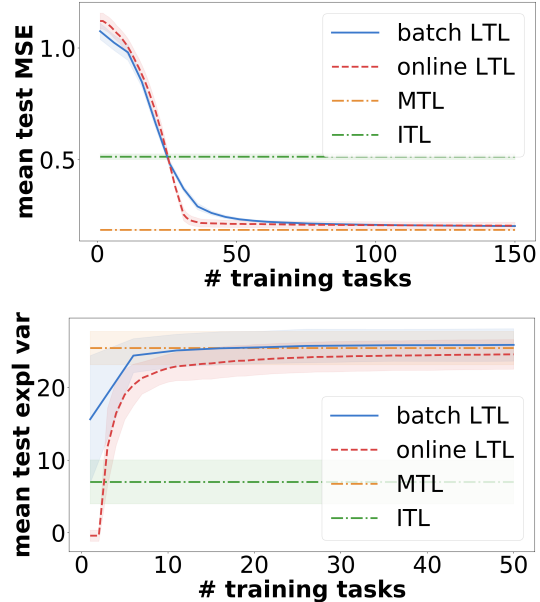 mean test MSE
1.0
0.5
batch LTL
online LTL
MTL
ITL
0
50
100
150
# training tasks
mean test expl var
20
10
0
batch LTL
online LTL
MTL
ITL
0
10
20
30
40
50
# training tasks